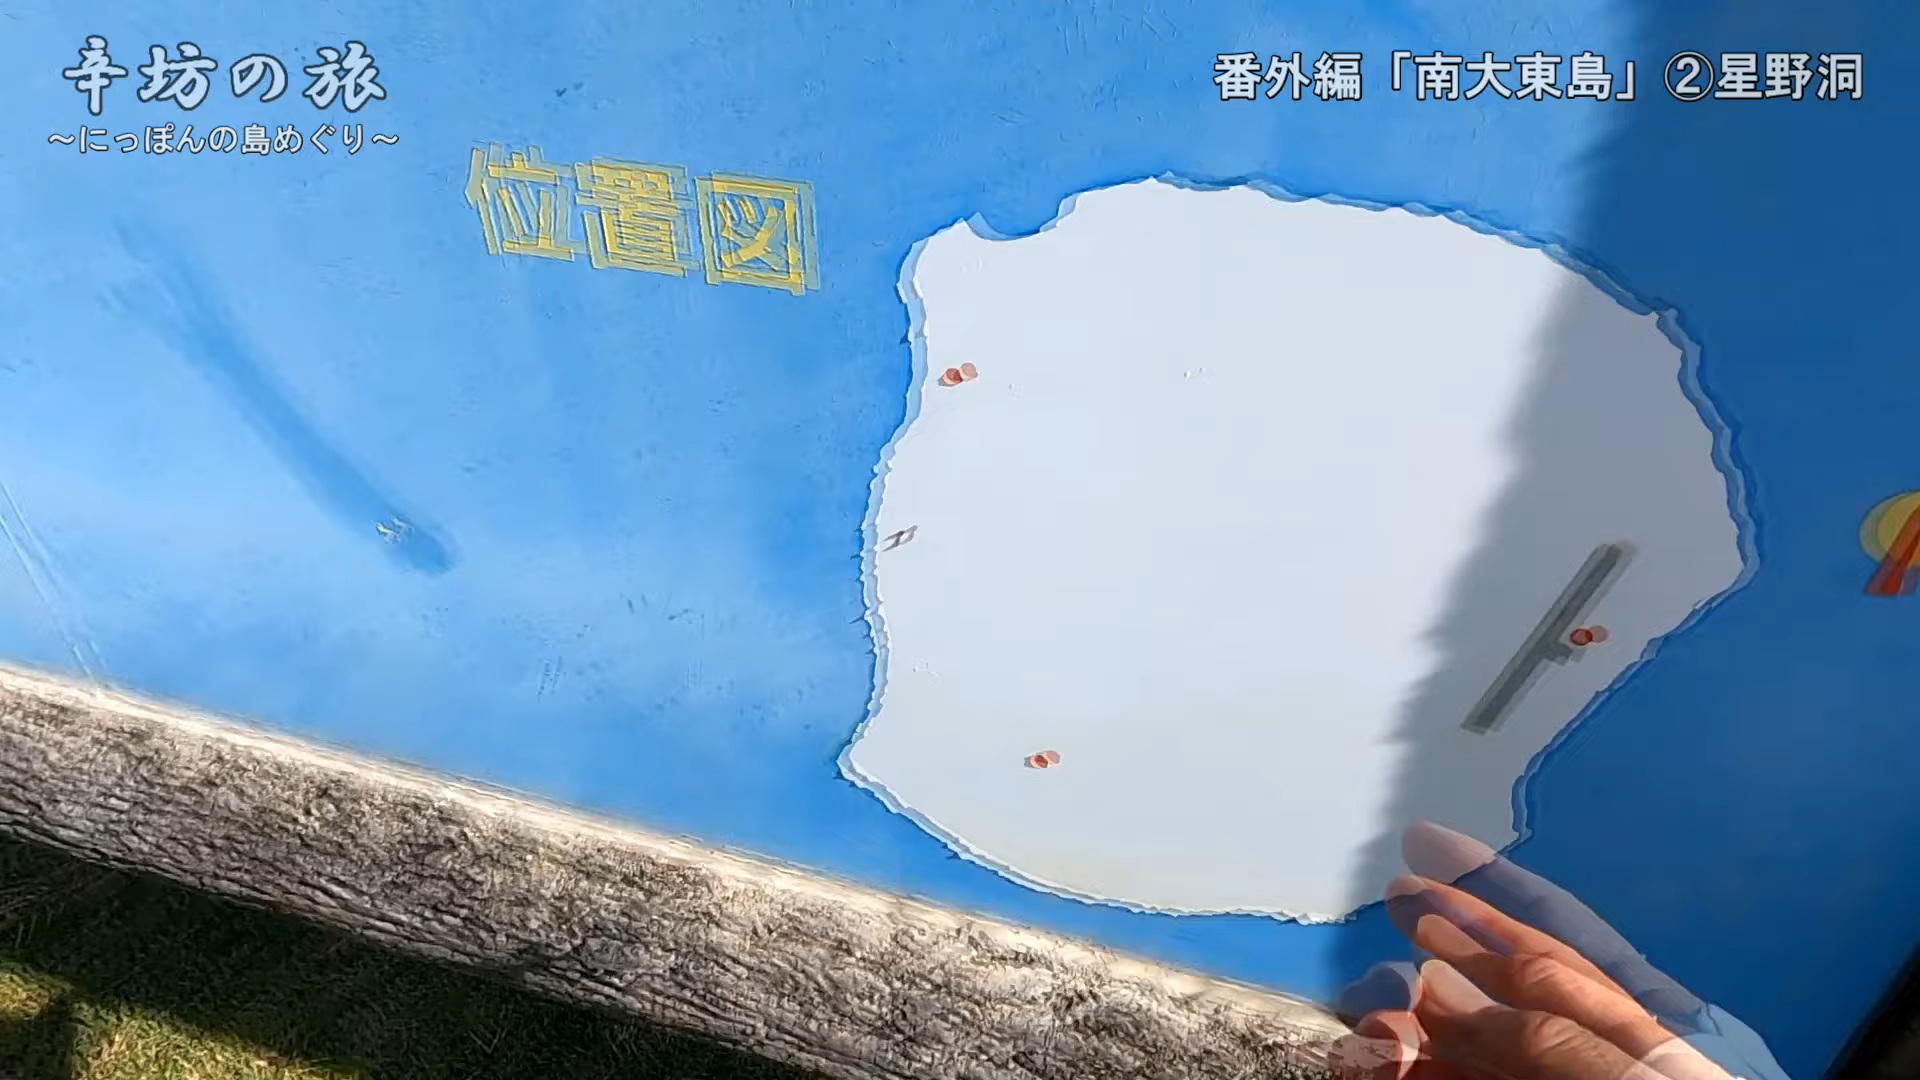 辛坊の旅
～にっぽんの島めぐり～
番外編「南大東島」②星野洞
位置図